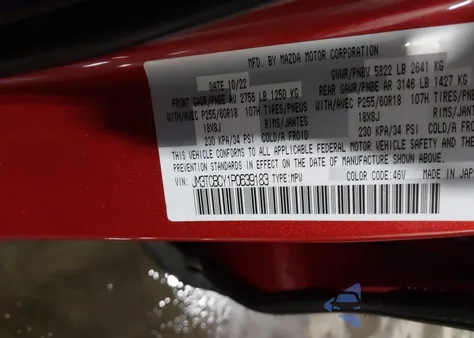 MFD. BY MAZDA MOTOR CORPORATION
DATE 10/22 GVWR/PNBV 5822 LB 2641 KG
FRONT GAWR/PNBE AV 2756 LB 1250 KG REAR GAWR/PNBE AR 3146 LB 1427 KG
WITH/AVEC P255/60R18 107H TIRES/PNEUS WITH/AVEC P255/60R18 107H TIRES/PNEUS
18X8J RIMS/JANTES 18X8J RIMS/JANTES
230 KPA/34 PSI COLD/A FROID 230 KPA/34 PSI COLD/A
THIS VEHICLE CONFORMS TO ALL APPLICABLE FEDERAL MOTOR VEHICLE SAFETY AND THE
PREVENTION STANDARDS IN EFFECT ON THE DATE OF MANUFACTURE SHOWN ABOVE.
VIN: JM3TCBCY1P0639183 TYPE:MPV COLOR CODE: 46V MADE IN